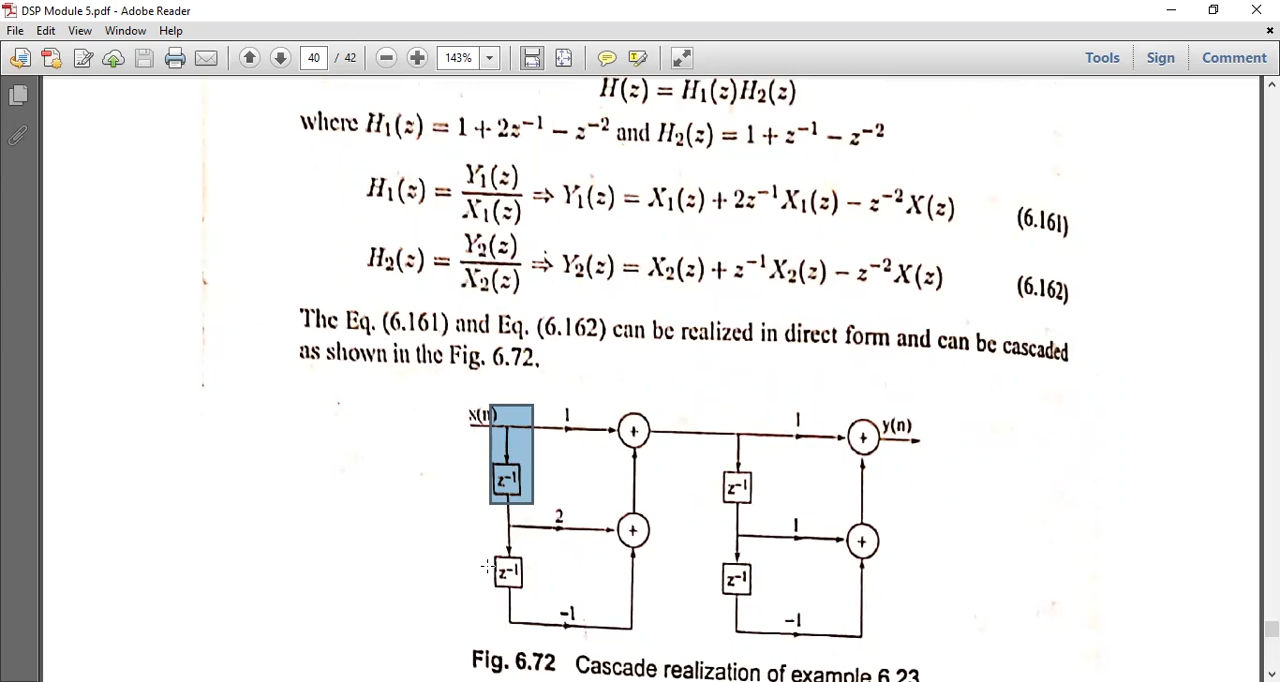 DSP Module 5.pdf - Adobe Reader
File Edit View Window Help
40 / 42 143% Tools Sign Comment
H(z) = H₁(z)H₂(z)
where H₁(z) = 1 + 2z⁻¹ − z⁻² and H₂(z) = 1 + z⁻¹ − z⁻²
H₁(z) = Y₁(z)/X₁(z) ⇒ Y₁(z) = X₁(z) + 2z⁻¹X₁(z) − z⁻²X(z) (6.161)
H₂(z) = Y₂(z)/X₂(z) ⇒ Y₂(z) = X₂(z) + z⁻¹X₂(z) − z⁻²X(z) (6.162)
The Eq. (6.161) and Eq. (6.162) can be realized in direct form and can be cascaded
as shown in the Fig. 6.72.
x(n) 1 + 1 + y(n)
z⁻¹ z⁻¹
2 + 1 +
z⁻¹ z⁻¹
−1 −1
Fig. 6.72 Cascade realization of example 6.23